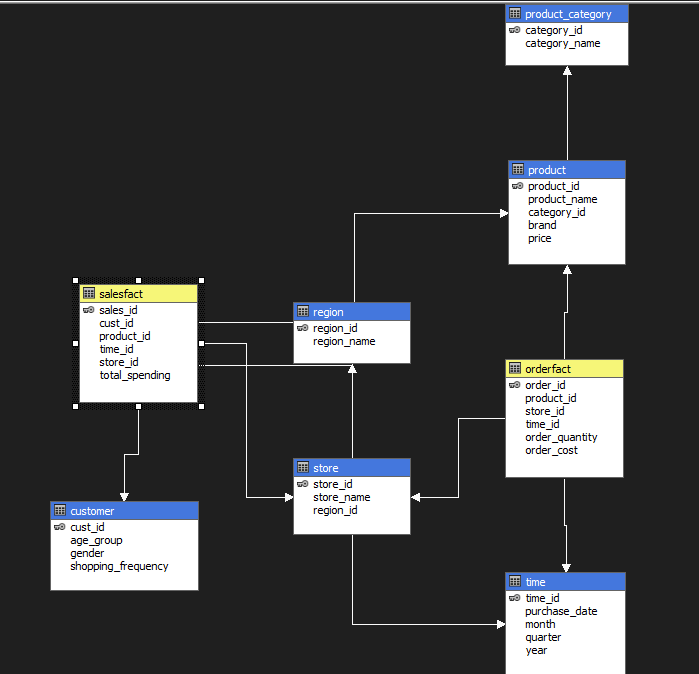 product_category
category_id
category_name
product
product_id
product_name
category_id
brand
price
salesfact
sales_id
cust_id
product_id
time_id
store_id
total_spending
region
region_id
region_name
orderfact
order_id
product_id
store_id
time_id
order_quantity
order_cost
store
store_id
store_name
region_id
customer
cust_id
age_group
gender
shopping_frequency
time
time_id
purchase_date
month
quarter
year